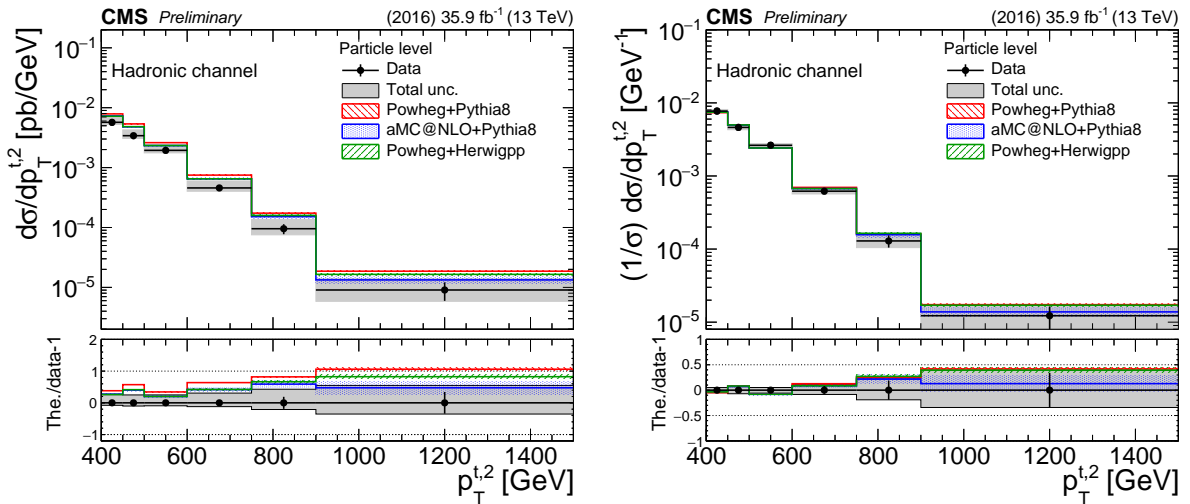 CMS Preliminary (2016) 35.9 fb⁻¹ (13 TeV)
dσ/dp_T^{t,2} [pb/GeV]
10⁻¹
10⁻²
10⁻³
10⁻⁴
10⁻⁵
Hadronic channel
Particle level
Data
Total unc.
Powheg+Pythia8
aMC@NLO+Pythia8
Powheg+Herwigpp
The./data-1
2
1
0
−1
400 600 800 1000 1200 1400
p_T^{t,2} [GeV]
CMS Preliminary (2016) 35.9 fb⁻¹ (13 TeV)
(1/σ) dσ/dp_T^{t,2} [GeV⁻¹]
10⁻¹
10⁻²
10⁻³
10⁻⁴
10⁻⁵
Hadronic channel
Particle level
Data
Total unc.
Powheg+Pythia8
aMC@NLO+Pythia8
Powheg+Herwigpp
The./data-1
1
0.5
0
−0.5
−1
400 600 800 1000 1200 1400
p_T^{t,2} [GeV]